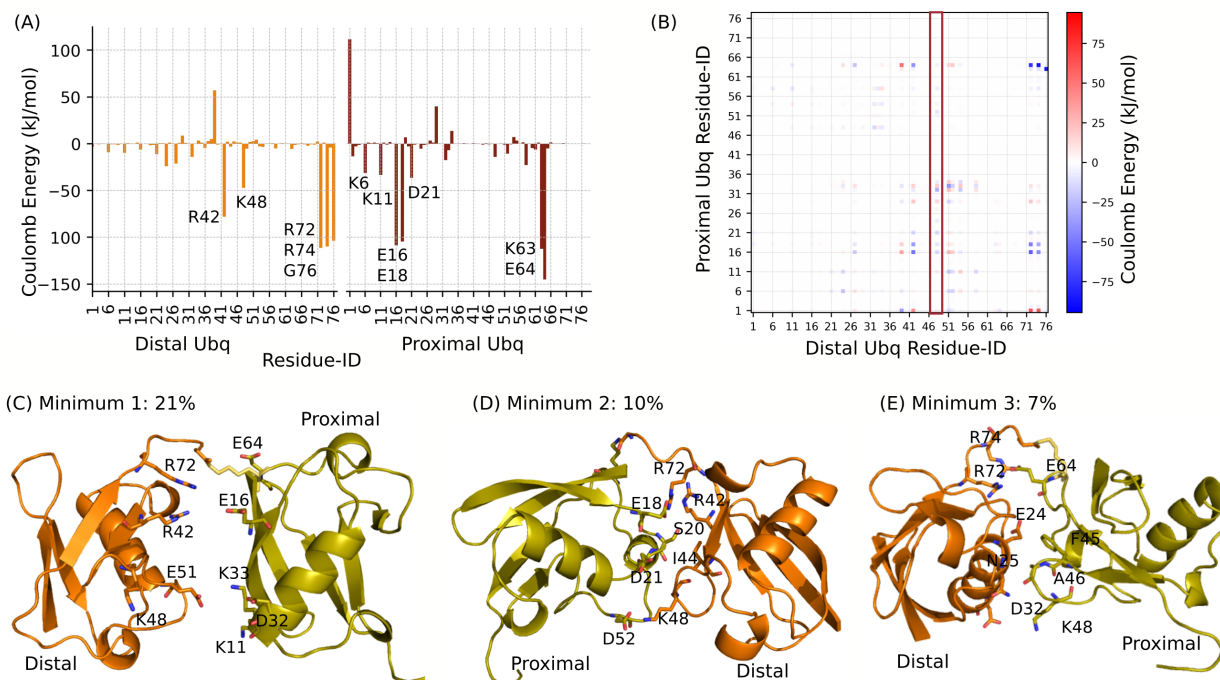 (A)
Coulomb Energy (kJ/mol)
100
50
0
−50
−100
−150
R42
K48
R72
R74
G76
K6
K11
D21
E16
E18
K63
E64
1 6 11 16 21 26 31 36 41 46 51 56 61 66 71 76
1 6 11 16 21 26 31 36 41 46 51 56 61 66 71 76
Distal Ubq
Proximal Ubq
Residue-ID
(B)
Proximal Ubq Residue-ID
76
71
66
61
56
51
46
41
36
31
26
21
16
11
6
1
1 6 11 16 21 26 31 36 41 46 51 56 61 66 71 76
Distal Ubq Residue-ID
75
50
25
0
−25
−50
−75
Coulomb Energy (kJ/mol)
(C) Minimum 1: 21%
Proximal
E64
R72
E16
R42
E51
K33
K48
D32
K11
Distal
(D) Minimum 2: 10%
R72
E18
R42
S20
I44
D21
K48
D52
Proximal
Distal
(E) Minimum 3: 7%
R74
R72
E64
E24
F45
N25
A46
D32
K48
Distal
Proximal